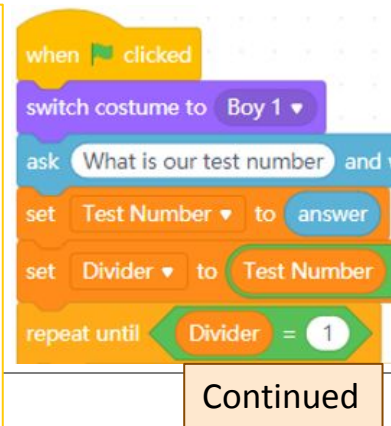 when clicked
switch costume to Boy 1
ask What is our test number and
set Test Number to answer
set Divider to Test Number
repeat until Divider = 1
Continued